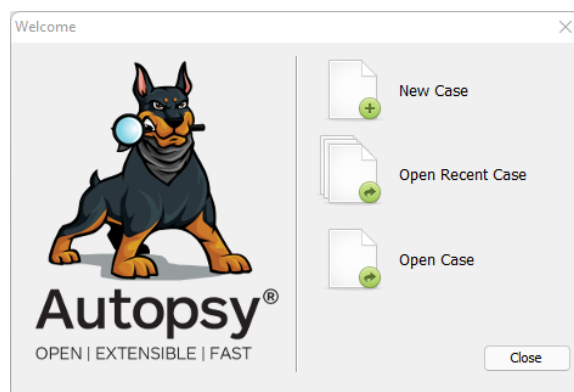 Welcome
New Case
Open Recent Case
Open Case
Autopsy®
OPEN | EXTENSIBLE | FAST
Close